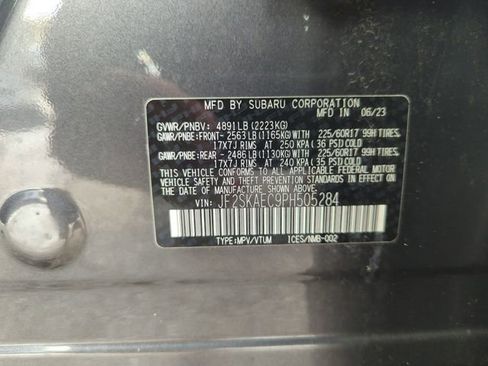 MFD BY SUBARU CORPORATION
MFD IN 06/23
GVWR/PNBV: 4891LB(2223KG)
GAWR/PNBE:FRONT- 2563LB(1165KG)WITH 225/60R17 99H TIRES,
17X7J RIMS, AT 250 KPA(36 PSI)COLD
GAWR/PNBE:REAR - 2486LB(1130KG)WITH 225/60R17 99H TIRES,
17X7J RIMS, AT 240 KPA(35 PSI)COLD
THIS VEHICLE CONFORMS TO ALL APPLICABLE FEDERAL MOTOR
VEHICLE SAFETY, BUMPER, AND THEFT PREVENTION STANDARDS
IN EFFECT ON THE DATE OF MANUFACTURE SHOWN ABOVE.
VIN: JF2SKAEC9PH505284
TYPE:MPV/VTUM ICES/NMB-002